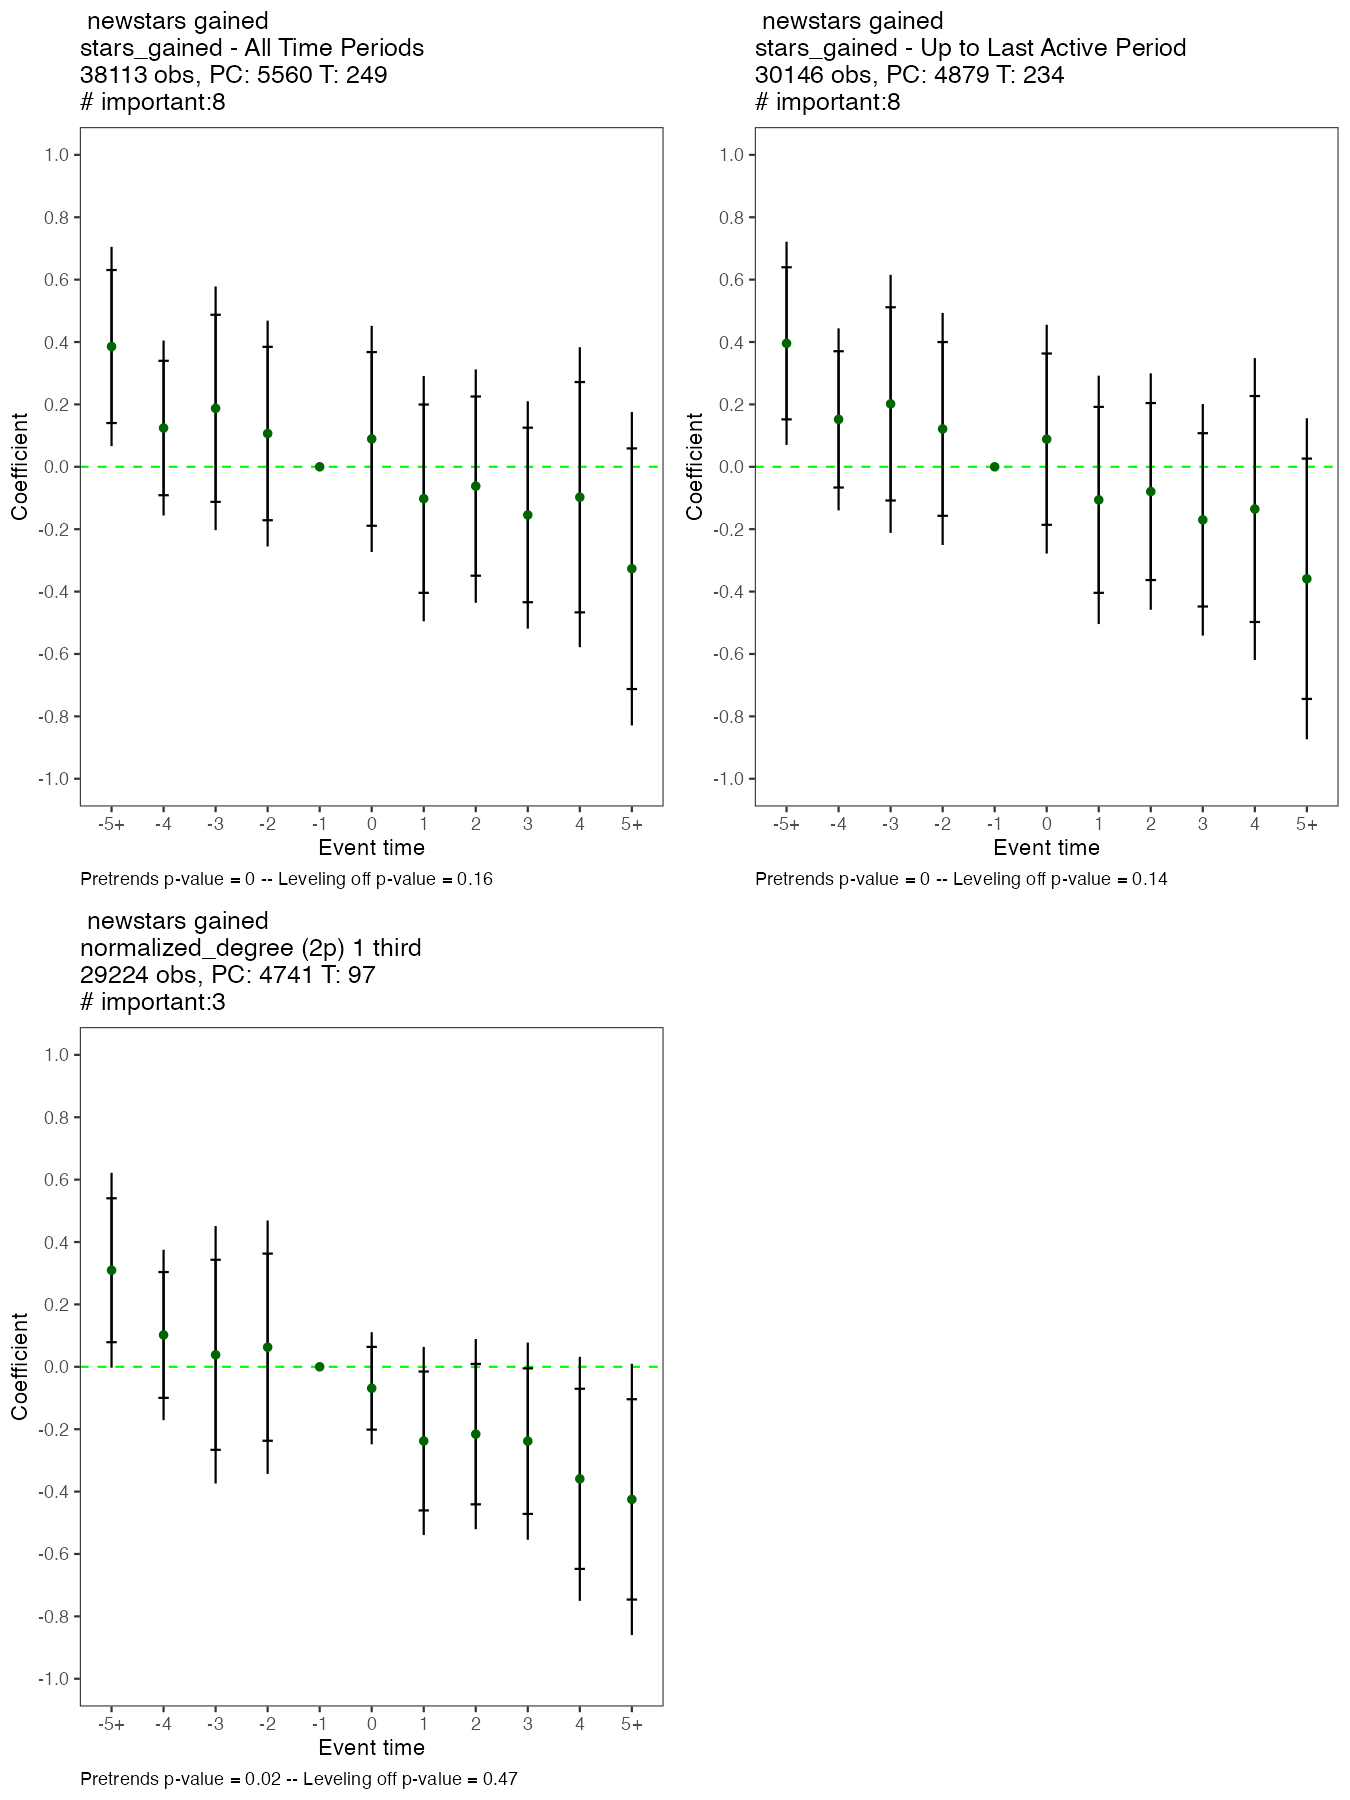 newstars gained
stars_gained - All Time Periods
38113 obs, PC: 5560 T: 249
# important:8
Coefficient
1.0
0.8
0.6
0.4
0.2
0.0
-0.2
-0.4
-0.6
-0.8
-1.0
-5+ -4 -3 -2 -1 0 1 2 3 4 5+
Event time
Pretrends p-value = 0 -- Leveling off p-value = 0.16
newstars gained
stars_gained - Up to Last Active Period
30146 obs, PC: 4879 T: 234
# important:8
Coefficient
1.0
0.8
0.6
0.4
0.2
0.0
-0.2
-0.4
-0.6
-0.8
-1.0
-5+ -4 -3 -2 -1 0 1 2 3 4 5+
Event time
Pretrends p-value = 0 -- Leveling off p-value = 0.14
newstars gained
normalized_degree (2p) 1 third
29224 obs, PC: 4741 T: 97
# important:3
Coefficient
1.0
0.8
0.6
0.4
0.2
0.0
-0.2
-0.4
-0.6
-0.8
-1.0
-5+ -4 -3 -2 -1 0 1 2 3 4 5+
Event time
Pretrends p-value = 0.02 -- Leveling off p-value = 0.47